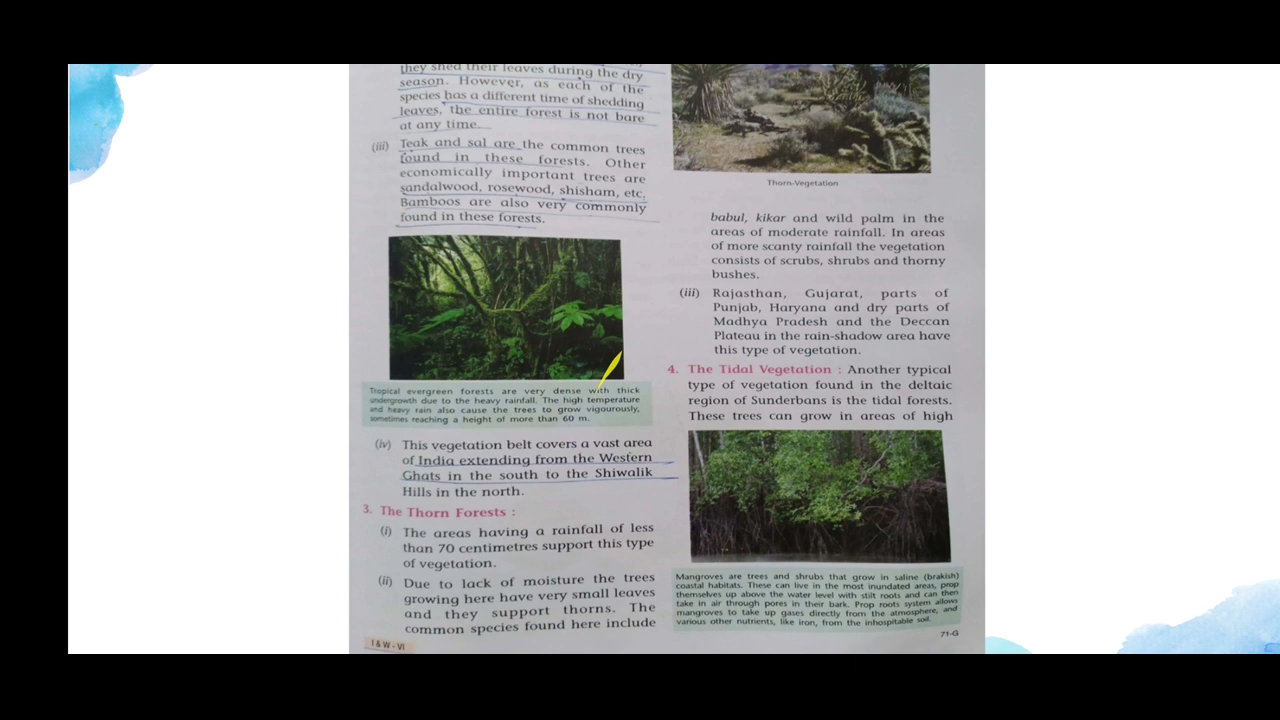 they shed their leaves during the dry
season. However, as each of the
species has a different time of shedding
leaves, the entire forest is not bare
at any time.
(iii) Teak and sal are the common trees
found in these forests. Other
economically important trees are
sandalwood, rosewood, shisham, etc.
Bamboos are also very commonly
found in these forests.
Tropical evergreen forests are very dense with thick
undergrowth due to the heavy rainfall. The high temperature
and heavy rain also cause the trees to grow vigourously,
sometimes reaching a height of more than 60 m.
(iv) This vegetation belt covers a vast area
of India extending from the Western
Ghats in the south to the Shiwalik
Hills in the north.
3. The Thorn Forests :
(i) The areas having a rainfall of less
than 70 centimetres support this type
of vegetation.
(ii) Due to lack of moisture the trees
growing here have very small leaves
and they support thorns. The
common species found here include
I & W - VI
Thorn-Vegetation
babul, kikar and wild palm in the
areas of moderate rainfall. In areas
of more scanty rainfall the vegetation
consists of scrubs, shrubs and thorny
bushes.
(iii) Rajasthan, Gujarat, parts of
Punjab, Haryana and dry parts of
Madhya Pradesh and the Deccan
Plateau in the rain-shadow area have
this type of vegetation.
4. The Tidal Vegetation : Another typical
type of vegetation found in the deltaic
region of Sunderbans is the tidal forests.
These trees can grow in areas of high
Mangroves are trees and shrubs that grow in saline (brakish)
coastal habitats. These can live in the most inundated areas, prop
themselves up above the water level with stilt roots and can then
take in air through pores in their bark. Prop roots system allows
mangroves to take up gases directly from the atmosphere, and
various other nutrients, like iron, from the inhospitable soil.
71-G